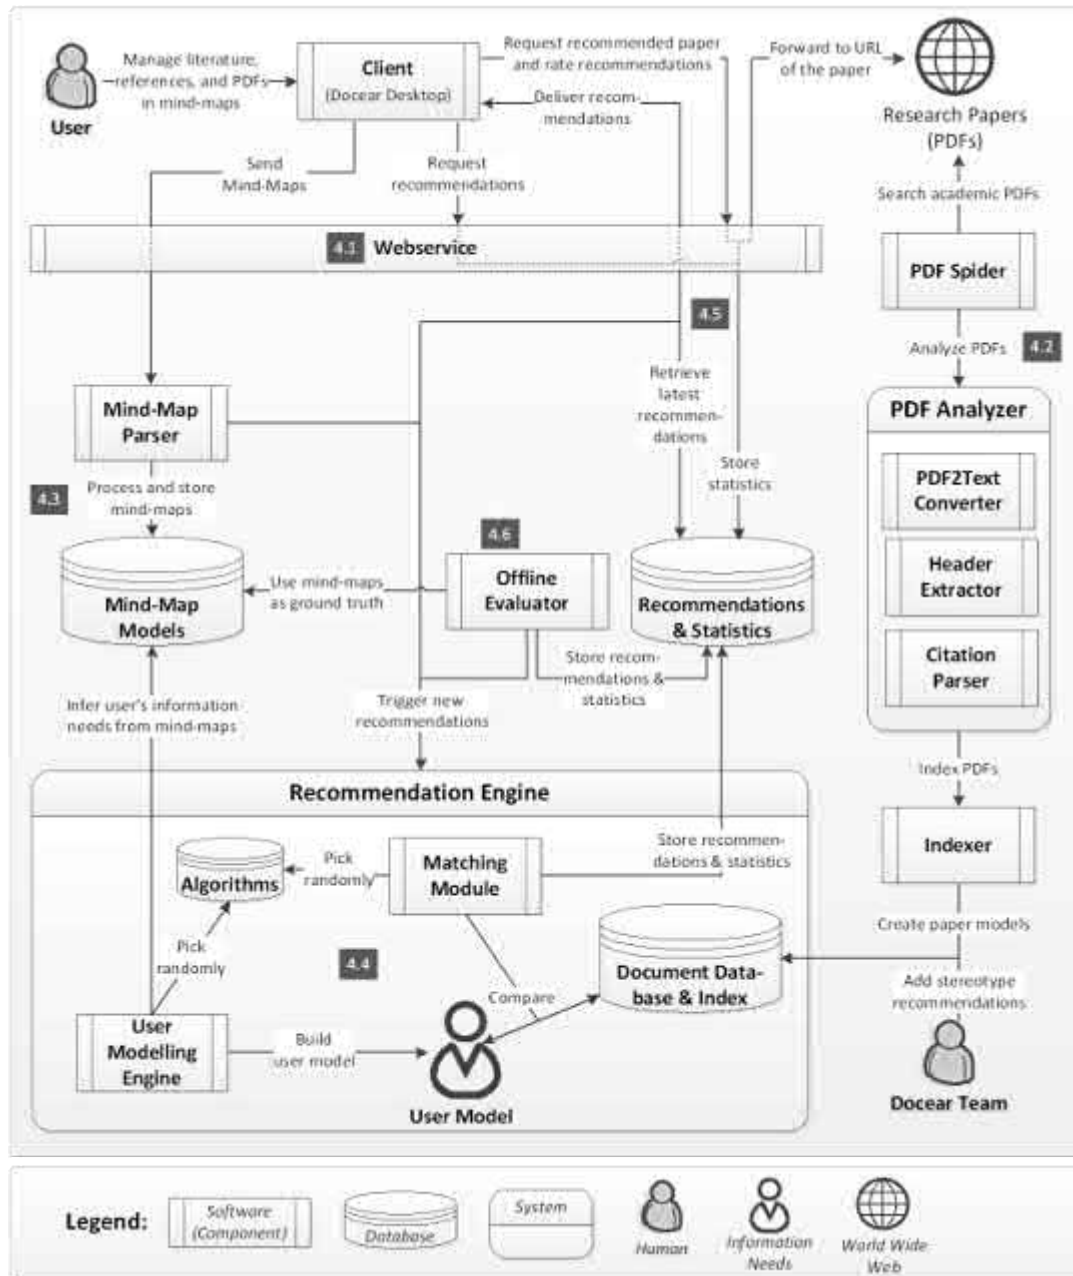 Manage literature,
references, and PDFs
in mind-maps
User
Client
(Docear Desktop)
Request recommended paper
and rate recommendations
Deliver recom-
mendations
Forward to URL
of the paper
Research Papers
(PDFs)
Send
Mind-Maps
Request
recommendations
Search academic PDFs
4.1 Webservice
PDF Spider
4.5
Analyze PDFs
4.2
Retrieve
latest
recommen-
dations
Mind-Map
Parser
PDF Analyzer
Store
statistics
PDF2Text
Converter
4.3
Process and store
mind-maps
4.6
Header
Extractor
Mind-Map
Models
Use mind-maps
as ground truth
Offline
Evaluator
Recommendations
& Statistics
Citation
Parser
Store recom-
mendations &
statistics
Infer user's information
needs from mind-maps
Trigger new
recommendations
Index PDFs
Recommendation Engine
Indexer
Algorithms
Pick
randomly
Matching
Module
Store recommen-
dations & statistics
Create paper models
Pick
randomly
4.4
Document Data-
base & Index
Compare
Add stereotype
recommendations
User
Modelling
Engine
Build
user model
User Model
Docear Team
Legend:
Software
(Component)
Database
System
Human
Information
Needs
World Wide
Web